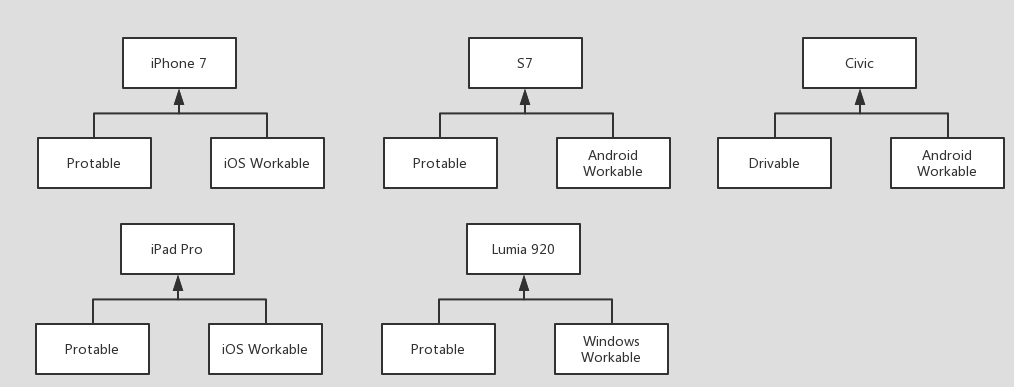 iPhone 7
S7
Civic
Protable
iOS Workable
Protable
Android
Workable
Drivable
Android
Workable
iPad Pro
Lumia 920
Protable
iOS Workable
Protable
Windows
Workable